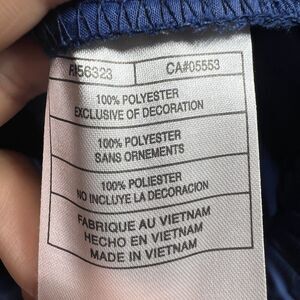 RN56323 CA#05553
100% POLYESTER
EXCLUSIVE OF DECORATION
100% POLYESTER
SANS ORNEMENTS
100% POLIESTER
NO INCLUYE LA DECORACION
FABRIQUE AU VIETNAM
HECHO EN VIETNAM
MADE IN VIETNAM